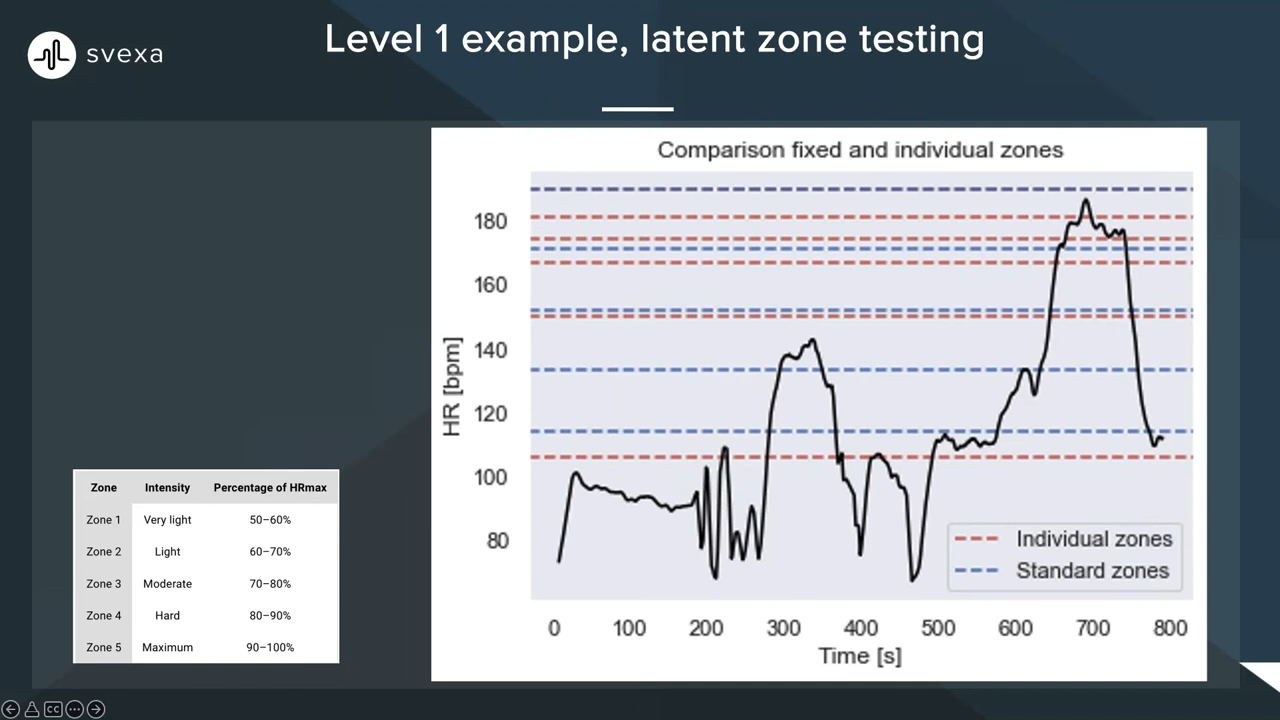 svexa
Level 1 example, latent zone testing
Zone Intensity Percentage of HRmax
Zone 1 Very light 50–60%
Zone 2 Light 60–70%
Zone 3 Moderate 70–80%
Zone 4 Hard 80–90%
Zone 5 Maximum 90–100%
Comparison fixed and individual zones
HR [bpm]
180
160
140
120
100
80
Individual zones
Standard zones
0 100 200 300 400 500 600 700 800
Time [s]
CC